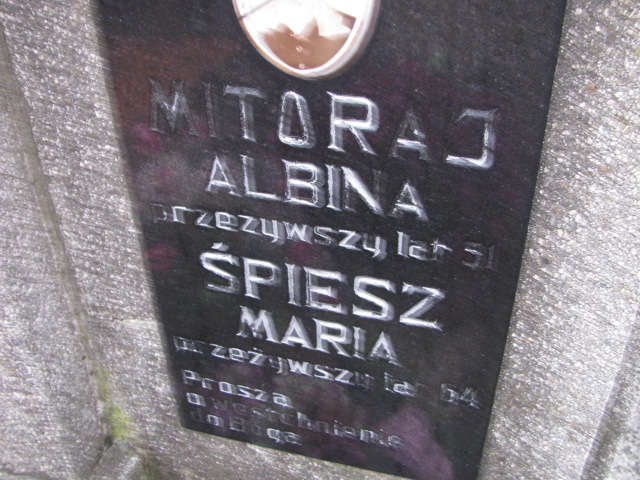 MITORAJ
ALBINA
przeżywszy lat 51
ŚPIESZ
MARIA
przeżywszy lat 64
Proszą
o westchnienie
do Boga